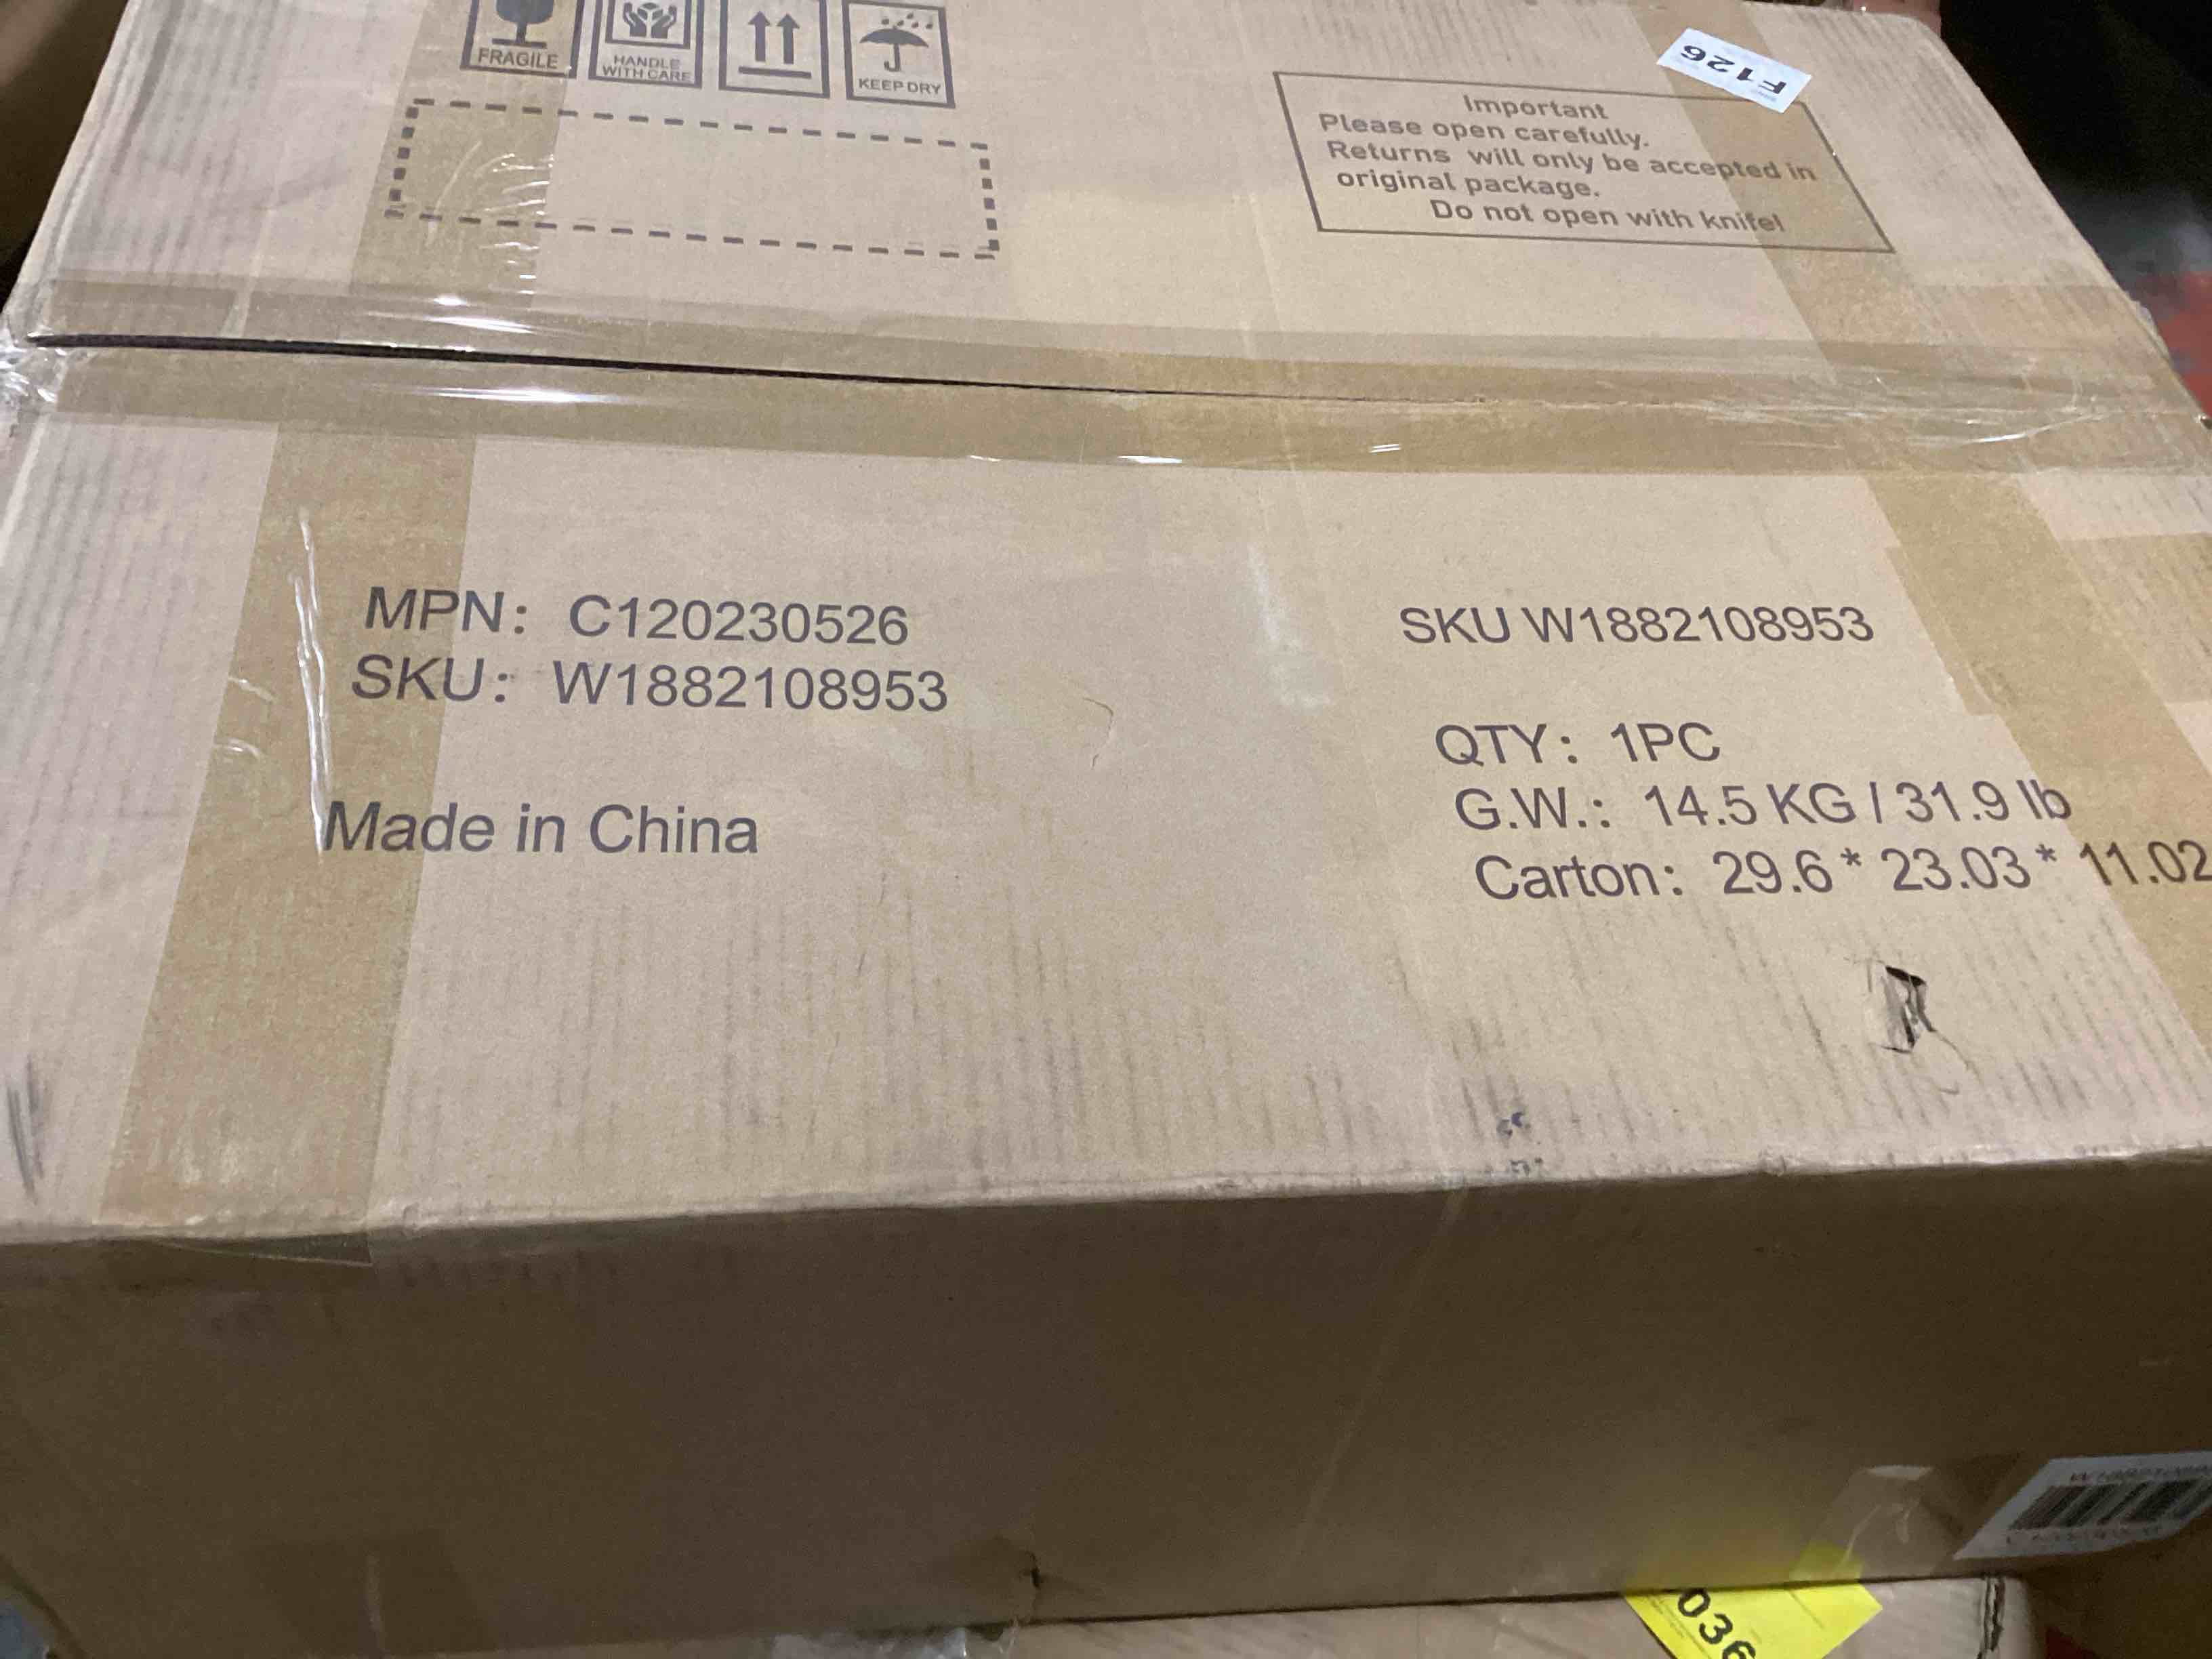 FRAGILE
HANDLE
WITH CARE
KEEP DRY
F126
Important
Please open carefully.
Returns will only be accepted in
original package.
Do not open with knife!
MPN: C120230526
SKU: W1882108953
Made in China
SKU W1882108953
QTY: 1PC
G.W.: 14.5 KG / 31.9 lb
Carton: 29.6 * 23.03 * 11.02
036